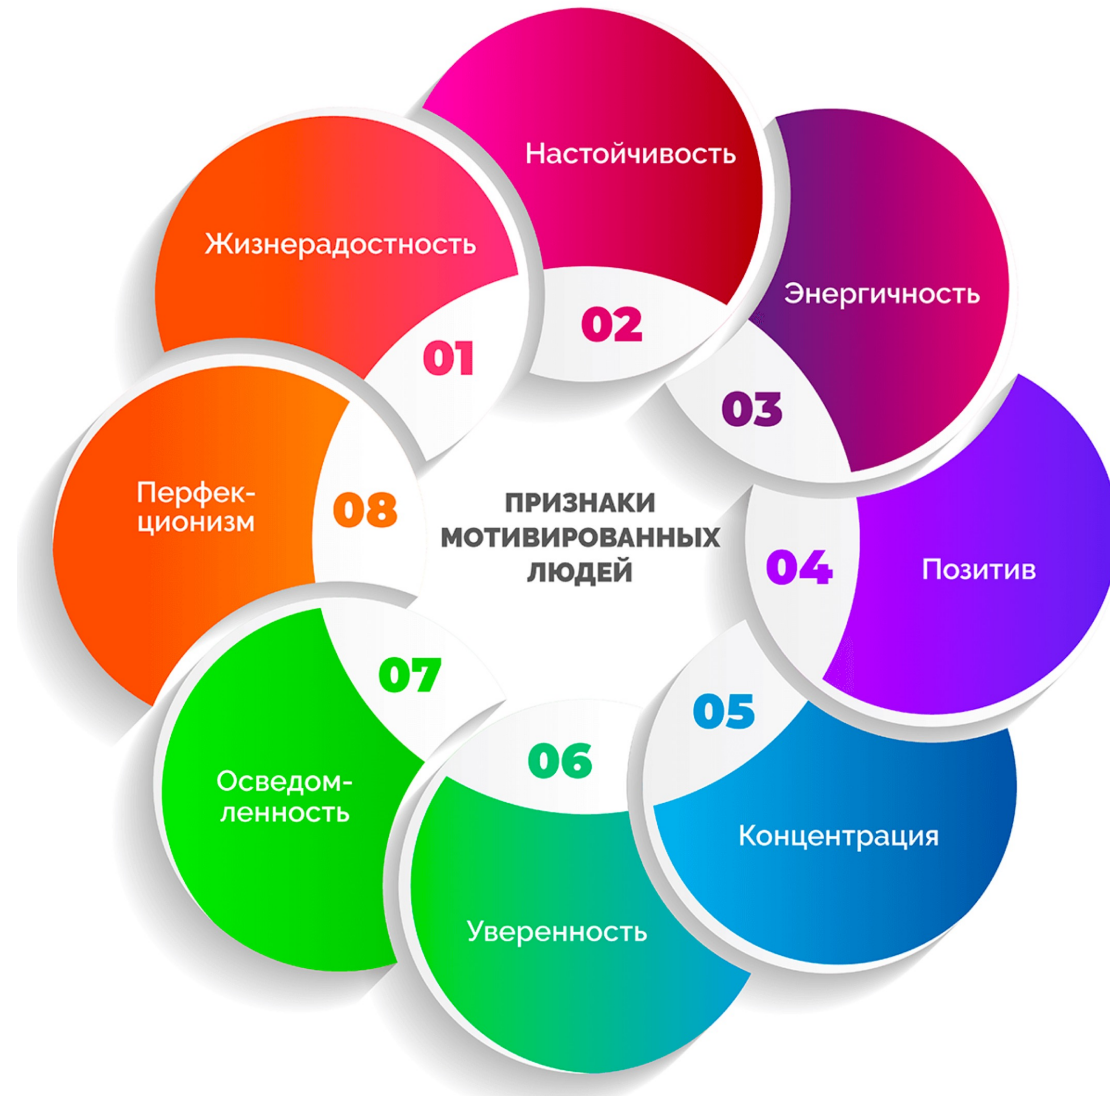 ПРИЗНАКИ
МОТИВИРОВАННЫХ
ЛЮДЕЙ
Жизнерадостность
01
Настойчивость
02
Энергичность
03
Позитив
04
Концентрация
05
Уверенность
06
Осведом-
ленность
07
Перфек-
ционизм
08